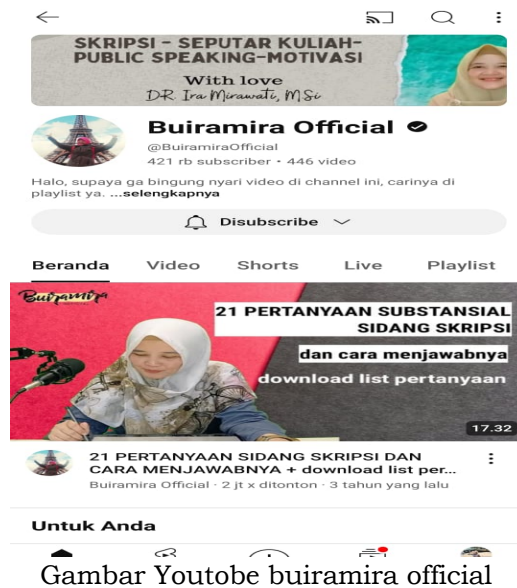 SKRIPSI - SEPUTAR KULIAH-
PUBLIC SPEAKING-MOTIVASI
With love
DR. Ira Mirawati, M.Si
Buiramira Official
@BuiramiraOfficial
421 rb subscriber • 446 video
Halo, supaya ga bingung nyari video di channel ini, carinya di
playlist ya. ...selengkapnya
Disubscribe
Beranda Video Shorts Live Playlist
Buiramira
21 PERTANYAAN SUBSTANSIAL
SIDANG SKRIPSI
dan cara menjawabnya
download list pertanyaan
17.32
21 PERTANYAAN SIDANG SKRIPSI DAN
CARA MENJAWABNYA + download list per...
Buiramira Official · 2 jt x ditonton · 3 tahun yang lalu
Untuk Anda
Gambar Youtobe buiramira official